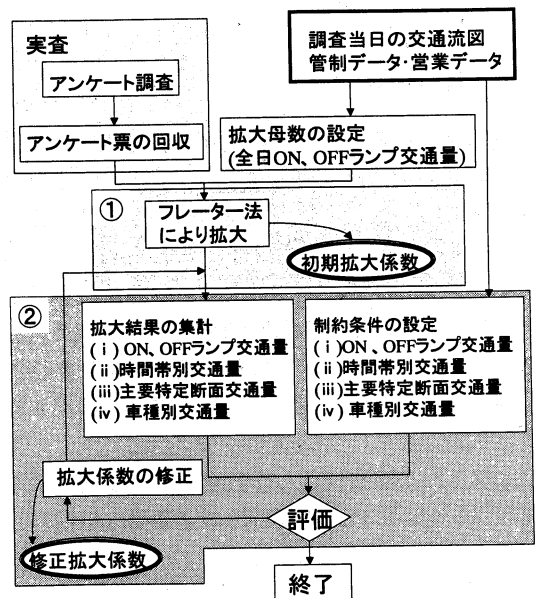 実査
アンケート調査
アンケート票の回収
調査当日の交通流図
管制データ・営業データ
拡大母数の設定
(全日ON、OFFランプ交通量)
①
フレーター法
により拡大
初期拡大係数
②
拡大結果の集計
(ⅰ) ON、OFFランプ交通量
(ⅱ)時間帯別交通量
(ⅲ)主要特定断面交通量
(ⅳ) 車種別交通量
制約条件の設定
(ⅰ)ON 、OFFランプ交通量
(ⅱ)時間帯別交通量
(ⅲ)主要特定断面交通量
(ⅳ) 車種別交通量
拡大係数の修正
評価
修正拡大係数
終了